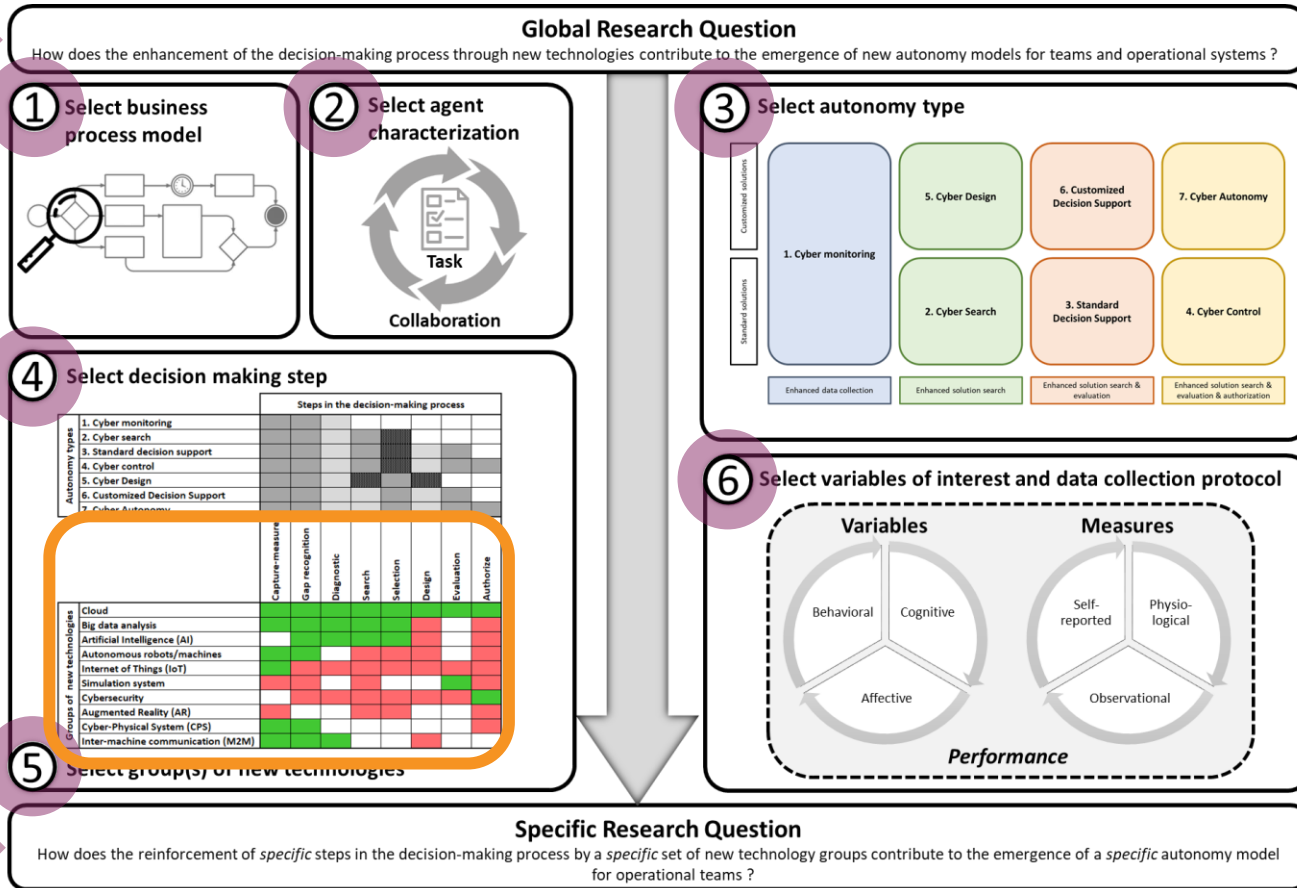 Global Research Question
How does the enhancement of the decision-making process through new technologies contribute to the emergence of new autonomy models for teams and operational systems ?
1
Select business
process model
2
Select agent
characterization
Task
Collaboration
3
Select autonomy type
Customized solutions
Standard solutions
1. Cyber monitoring
5. Cyber Design
6. Customized
Decision Support
7. Cyber Autonomy
2. Cyber Search
3. Standard
Decision Support
4. Cyber Control
Enhanced data collection
Enhanced solution search
Enhanced solution search &
evaluation
Enhanced solution search &
evaluation & authorization
4
Select decision making step
Steps in the decision-making process
Autonomy types
1. Cyber monitoring
2. Cyber search
3. Standard decision support
4. Cyber control
5. Cyber Design
6. Customized Decision Support
7. Cyber Autonomy
Capture-measure
Gap recognition
Diagnostic
Search
Selection
Design
Evaluation
Authorize
Groups of new technologies
Cloud
Big data analysis
Artificial Intelligence (AI)
Autonomous robots/machines
Internet of Things (IoT)
Simulation system
Cybersecurity
Augmented Reality (AR)
Cyber-Physical System (CPS)
Inter-machine communication (M2M)
5
Select group(s) of new technologies
6
Select variables of interest and data collection protocol
Variables
Behavioral
Cognitive
Affective
Measures
Self-
reported
Physio-
logical
Observational
Performance
Specific Research Question
How does the reinforcement of specific steps in the decision-making process by a specific set of new technology groups contribute to the emergence of a specific autonomy model
for operational teams ?